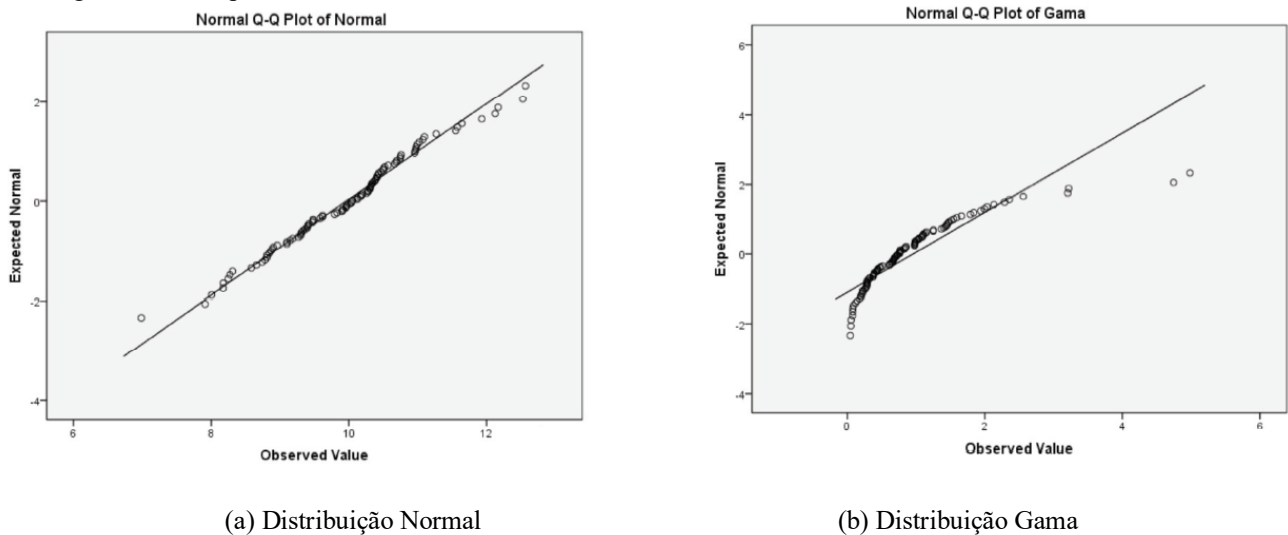 Normal Q-Q Plot of Normal
2
0
-2
-4
Expected Normal
6
8
10
12
Observed Value
(a) Distribuição Normal
Normal Q-Q Plot of Gama
6
4
2
0
-2
-4
Expected Normal
0
2
4
6
Observed Value
(b) Distribuição Gama